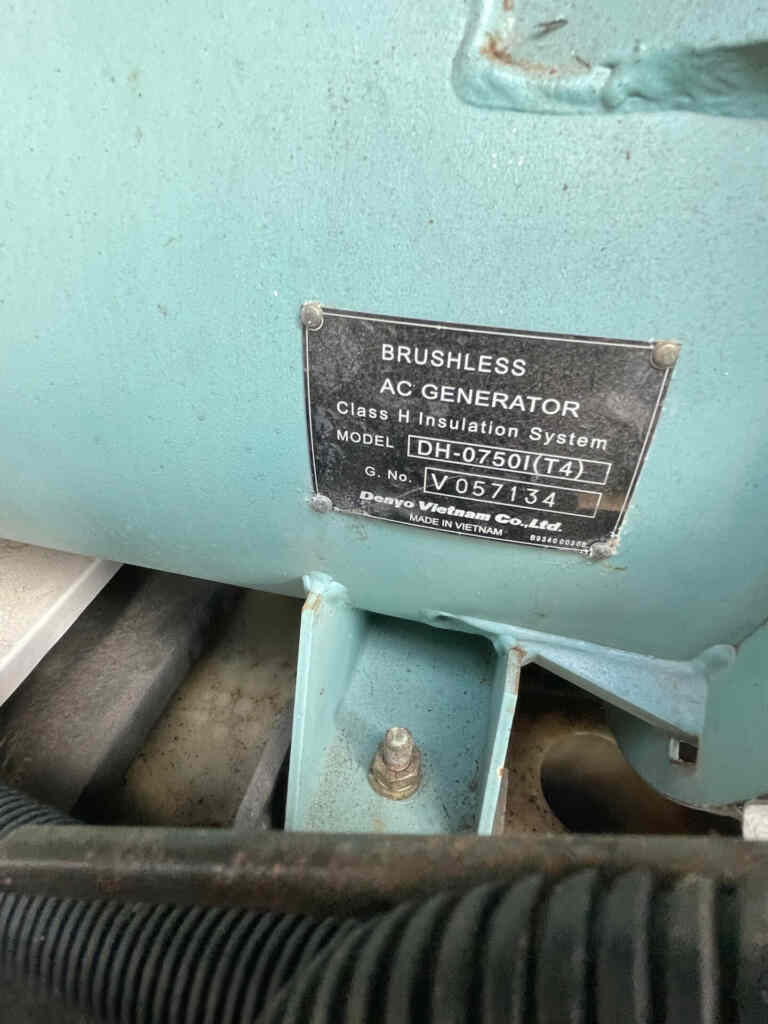 BRUSHLESS
AC GENERATOR
Class H Insulation System
MODEL DH-0750I(T4)
G. No. V057134
Denyo Vietnam Co.,Ltd.
MADE IN VIETNAM